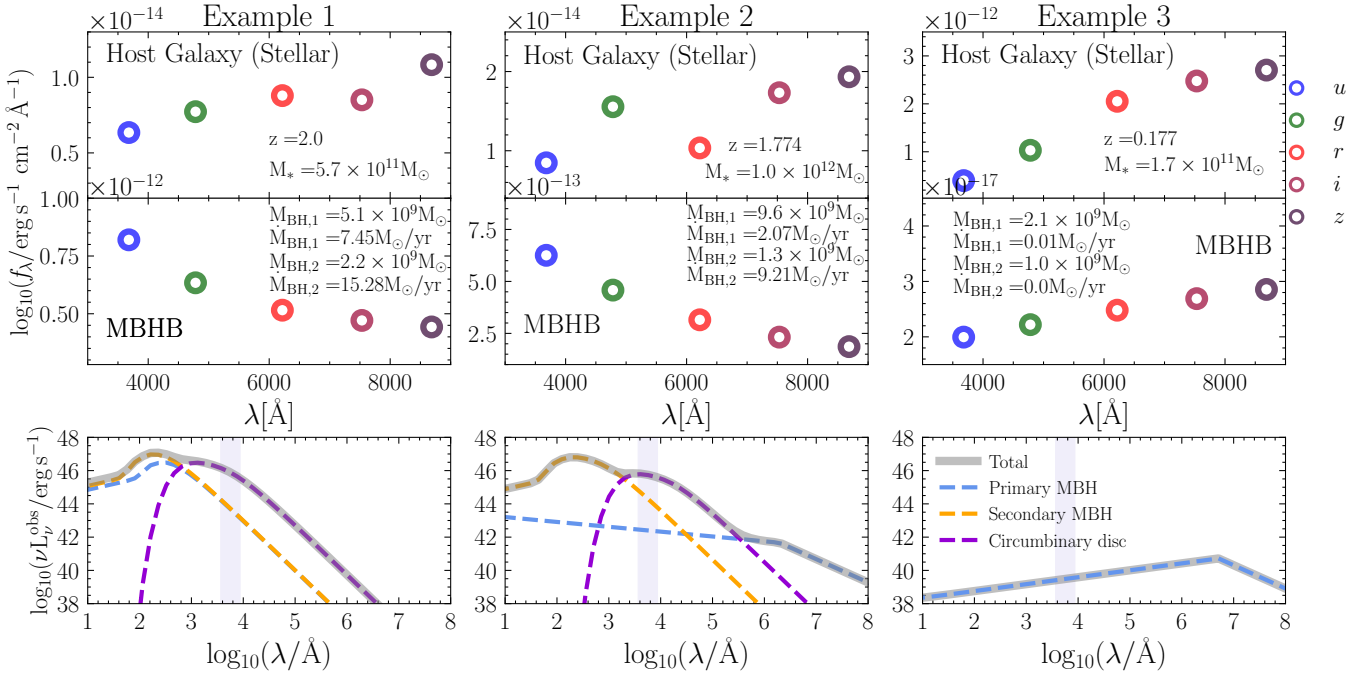 Example 1
Example 2
Example 3
×10⁻¹⁴
×10⁻¹⁴
×10⁻¹²
log₁₀(fλ/erg s⁻¹ cm⁻² Å⁻¹)
1.0
0.5
Host Galaxy (Stellar)
z =2.0
M* =5.7 × 10¹¹M⊙
2
1
Host Galaxy (Stellar)
z =1.774
M* =1.0 × 10¹²M⊙
3
2
1
Host Galaxy (Stellar)
z =0.177
M* =1.7 × 10¹¹M⊙
u
g
r
i
z
×10⁻¹²
1.00
0.75
0.50
M_BH,1 =5.1 × 10⁹M⊙
Ṁ_BH,1 =7.45M⊙/yr
M_BH,2 =2.2 × 10⁹M⊙
Ṁ_BH,2 =15.28M⊙/yr
MBHB
4000 6000 8000
λ[Å]
×10⁻¹³
7.5
5.0
2.5
M_BH,1 =9.6 × 10⁹M⊙
Ṁ_BH,1 =2.07M⊙/yr
M_BH,2 =1.3 × 10⁹M⊙
Ṁ_BH,2 =9.21M⊙/yr
MBHB
4000 6000 8000
λ[Å]
×10⁻¹⁷
4
3
2
M_BH,1 =2.1 × 10⁹M⊙
Ṁ_BH,1 =0.01M⊙/yr
M_BH,2 =1.0 × 10⁹M⊙
Ṁ_BH,2 =0.0M⊙/yr
MBHB
4000 6000 8000
λ[Å]
log₁₀(νL_ν^obs/erg s⁻¹)
48
46
44
42
40
38
1 2 3 4 5 6 7 8
log₁₀(λ/Å)
48
46
44
42
40
38
1 2 3 4 5 6 7 8
log₁₀(λ/Å)
48
46
44
42
40
38
Total
Primary MBH
Secondary MBH
Circumbinary disc
1 2 3 4 5 6 7 8
log₁₀(λ/Å)